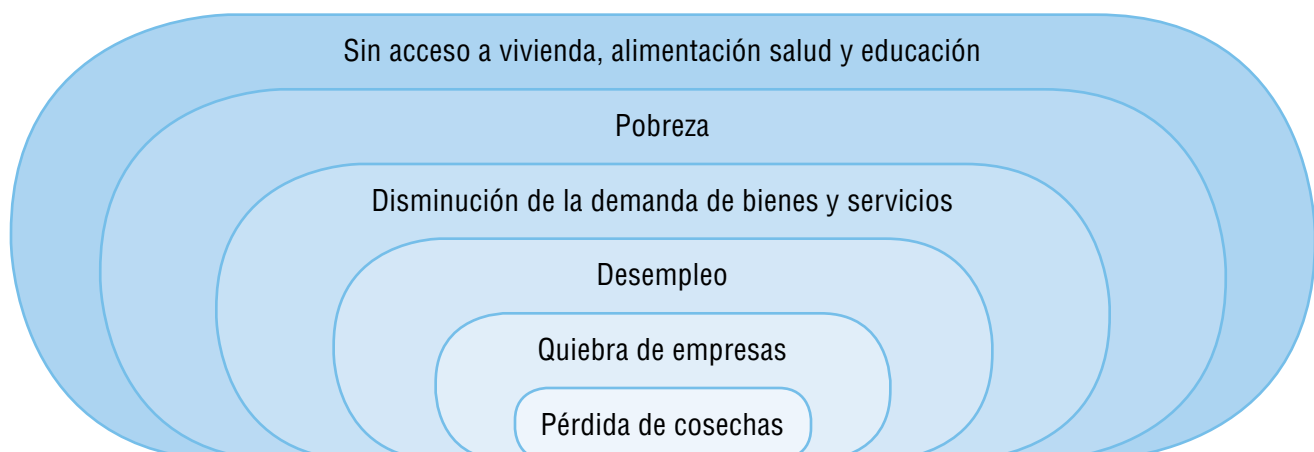 Sin acceso a vivienda, alimentación salud y educación
Pobreza
Disminución de la demanda de bienes y servicios
Desempleo
Quiebra de empresas
Pérdida de cosechas